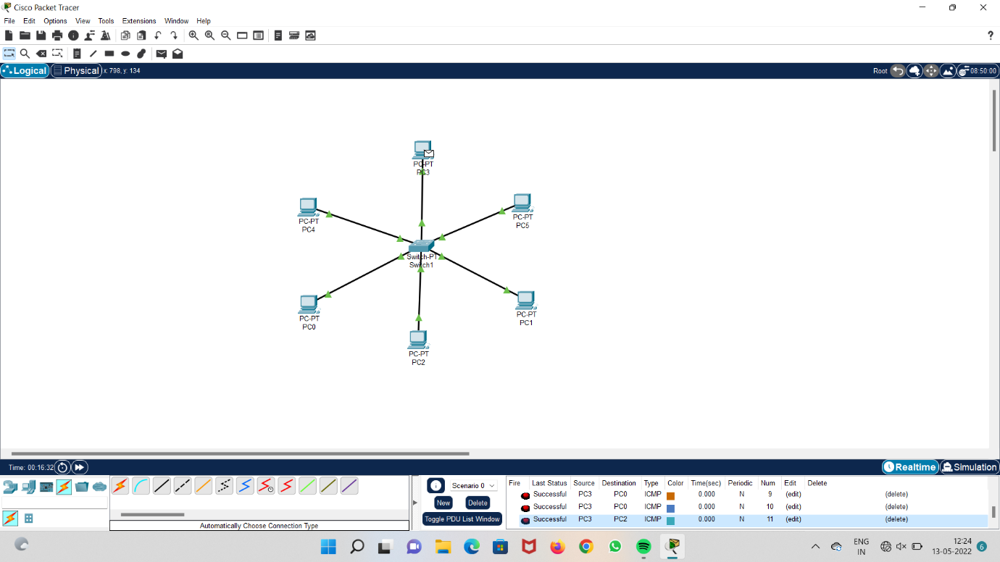 Cisco Packet Tracer
File Edit Options View Tools Extensions Window Help
?
Logical Physical x: 798, y: 134 Root 08:50:00
PC-PT
PC3
PC-PT
PC4
PC-PT
PC5
Switch-PT
Switch1
PC-PT
PC0
PC-PT
PC1
PC-PT
PC2
Time: 00:16:32 Realtime Simulation
Scenario 0
New Delete
Toggle PDU List Window
Automatically Choose Connection Type
Fire Last Status Source Destination Type Color Time(sec) Periodic Num Edit Delete
Successful PC3 PC0 ICMP 0.000 N 9 (edit) (delete)
Successful PC3 PC0 ICMP 0.000 N 10 (edit) (delete)
Successful PC3 PC2 ICMP 0.000 N 11 (edit) (delete)
ENG
IN
12:24
13-05-2022
6